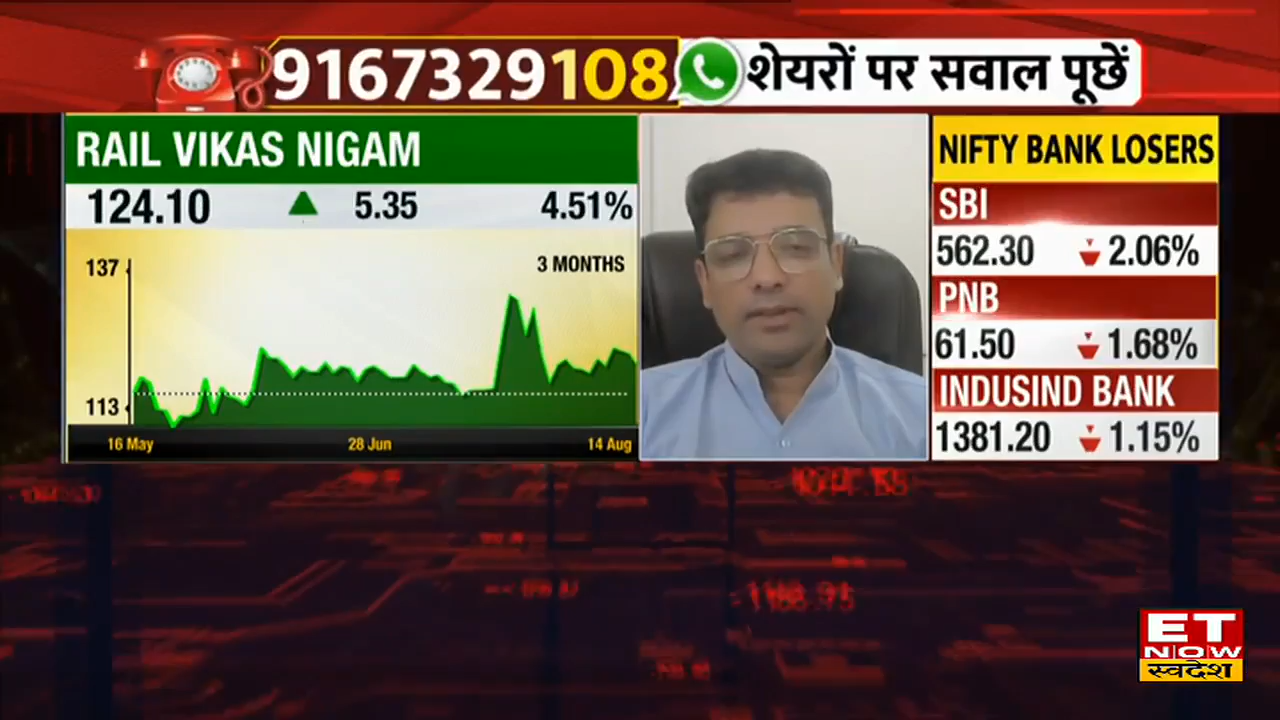 9167329108 शेयरों पर सवाल पूछें
RAIL VIKAS NIGAM
124.10 5.35 4.51%
3 MONTHS
137
113
16 May 28 Jun 14 Aug
NIFTY BANK LOSERS
SBI
562.30 2.06%
PNB
61.50 1.68%
INDUSIND BANK
1381.20 1.15%
ET
NOW
स्वदेश